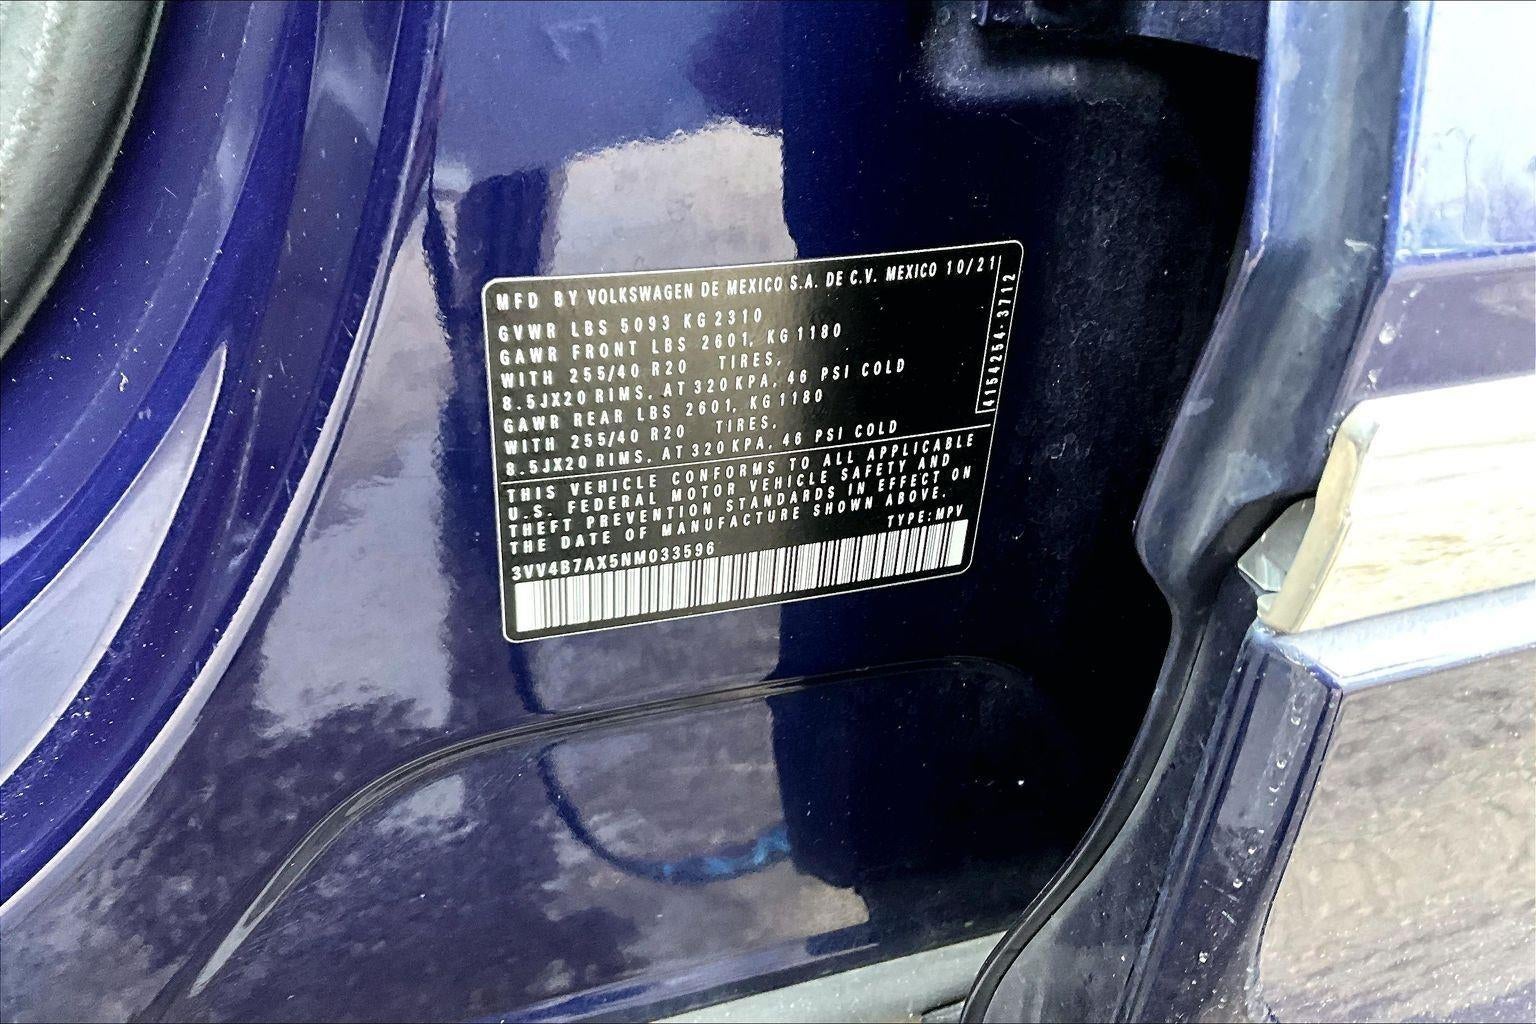 MFD BY VOLKSWAGEN DE MEXICO S.A. DE C.V. MEXICO 10/21
GVWR LBS 5093 KG 2310
GAWR FRONT LBS 2601, KG 1180
WITH 255/40 R20 TIRES,
8.5JX20 RIMS, AT 320 KPA, 46 PSI COLD
GAWR REAR LBS 2601, KG 1180
WITH 255/40 R20 TIRES,
8.5JX20 RIMS, AT 320 KPA, 46 PSI COLD
4154254-3712
THIS VEHICLE CONFORMS TO ALL APPLICABLE
U.S. FEDERAL MOTOR VEHICLE SAFETY AND
THEFT PREVENTION STANDARDS IN EFFECT ON
THE DATE OF MANUFACTURE SHOWN ABOVE.
TYPE: MPV
3VV4B7AX5NM033596